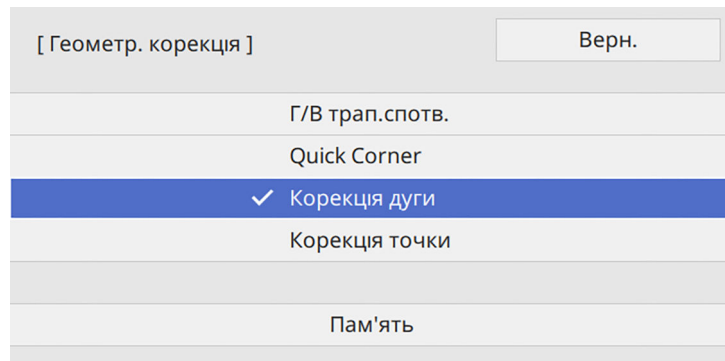 [ Геометр. корекція ]
Верн.
Г/В трап.спотв.
Quick Corner
✓ Корекція дуги
Корекція точки
Пам'ять